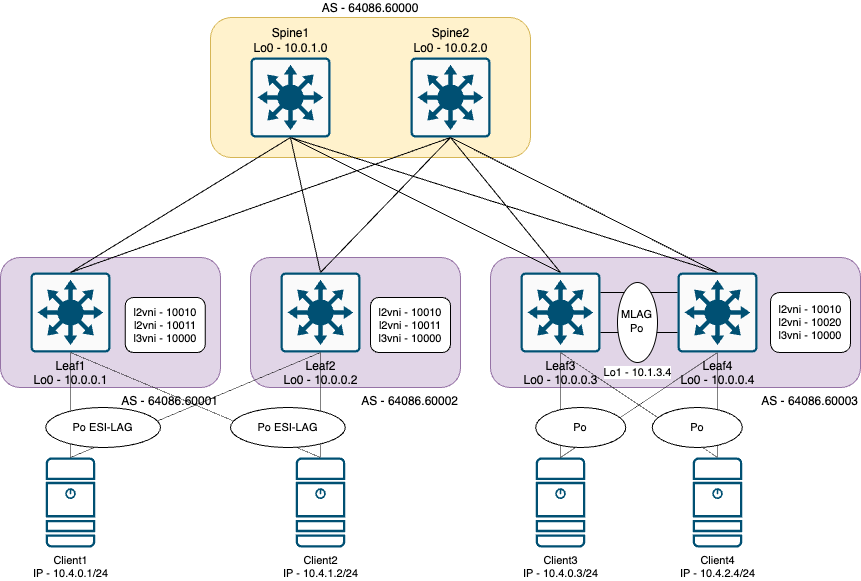 AS - 64086.60000
Spine1
Lo0 - 10.0.1.0
Spine2
Lo0 - 10.0.2.0
l2vni - 10010
l2vni - 10011
l3vni - 10000
Leaf1
Lo0 - 10.0.0.1
AS - 64086.60001
l2vni - 10010
l2vni - 10011
l3vni - 10000
Leaf2
Lo0 - 10.0.0.2
AS - 64086.60002
MLAG
Po
l2vni - 10010
l2vni - 10020
l3vni - 10000
Leaf3
Lo0 - 10.0.0.3
Lo1 - 10.1.3.4
Leaf4
Lo0 - 10.0.0.4
AS - 64086.60003
Po ESI-LAG
Po ESI-LAG
Po
Po
Client1
IP - 10.4.0.1/24
Client2
IP - 10.4.1.2/24
Client3
IP - 10.4.0.3/24
Client4
IP - 10.4.2.4/24